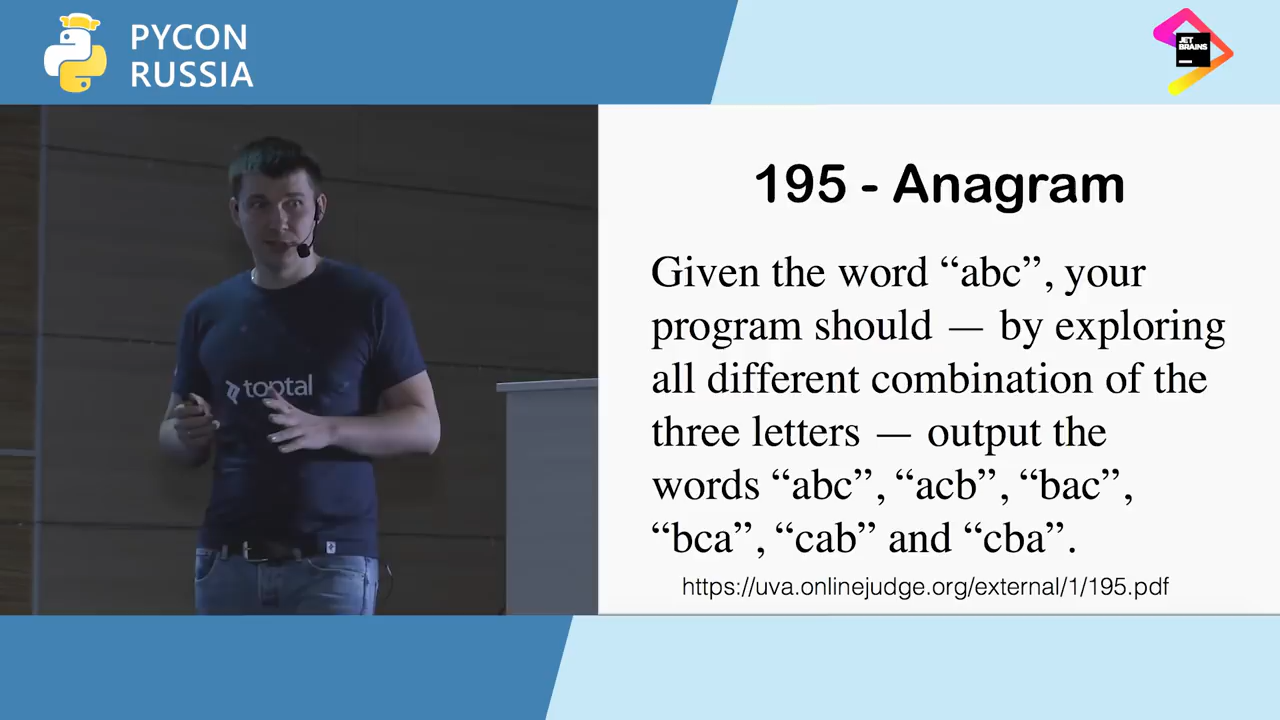 PYCON
RUSSIA
JET
BRAINS
toptal
195 - Anagram
Given the word “abc”, your
program should — by exploring
all different combination of the
three letters — output the
words “abc”, “acb”, “bac”,
“bca”, “cab” and “cba”.
https://uva.onlinejudge.org/external/1/195.pdf